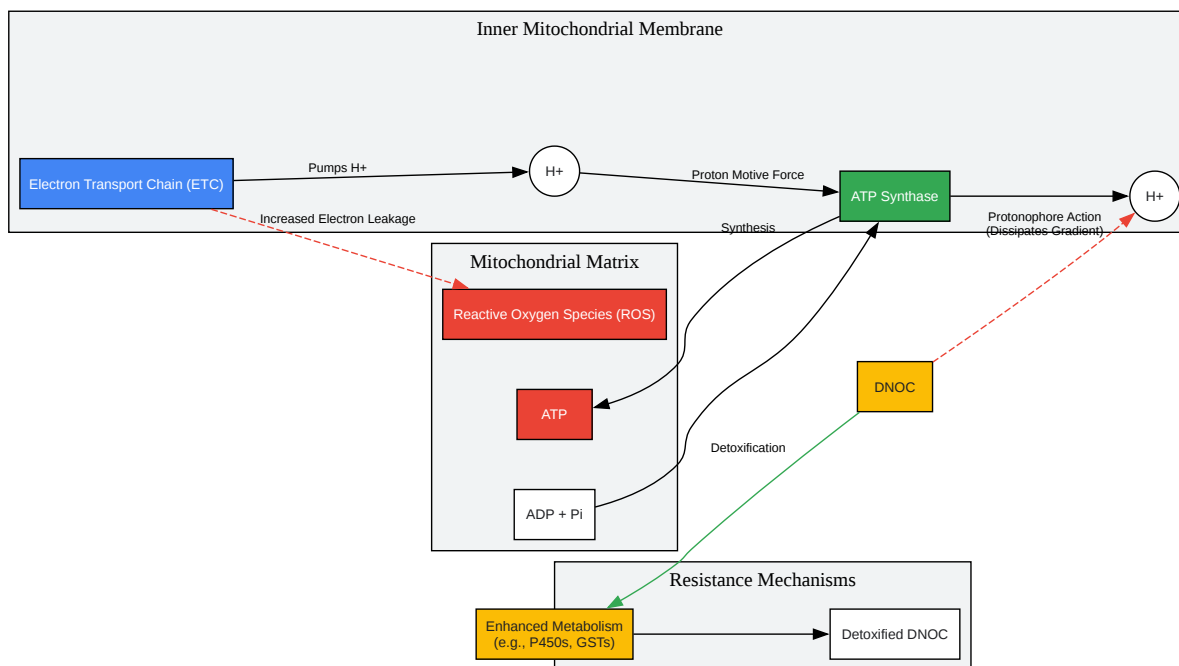 Inner Mitochondrial Membrane
Pumps H+
H+
Proton Motive Force
Electron Transport Chain (ETC)
ATP Synthase
H+
Increased Electron Leakage
Synthesis
Protonophore Action
(Dissipates Gradient)
Mitochondrial Matrix
Reactive Oxygen Species (ROS)
DNOC
ATP
Detoxification
ADP + Pi
Resistance Mechanisms
Enhanced Metabolism
(e.g., P450s, GSTs)
Detoxified DNOC